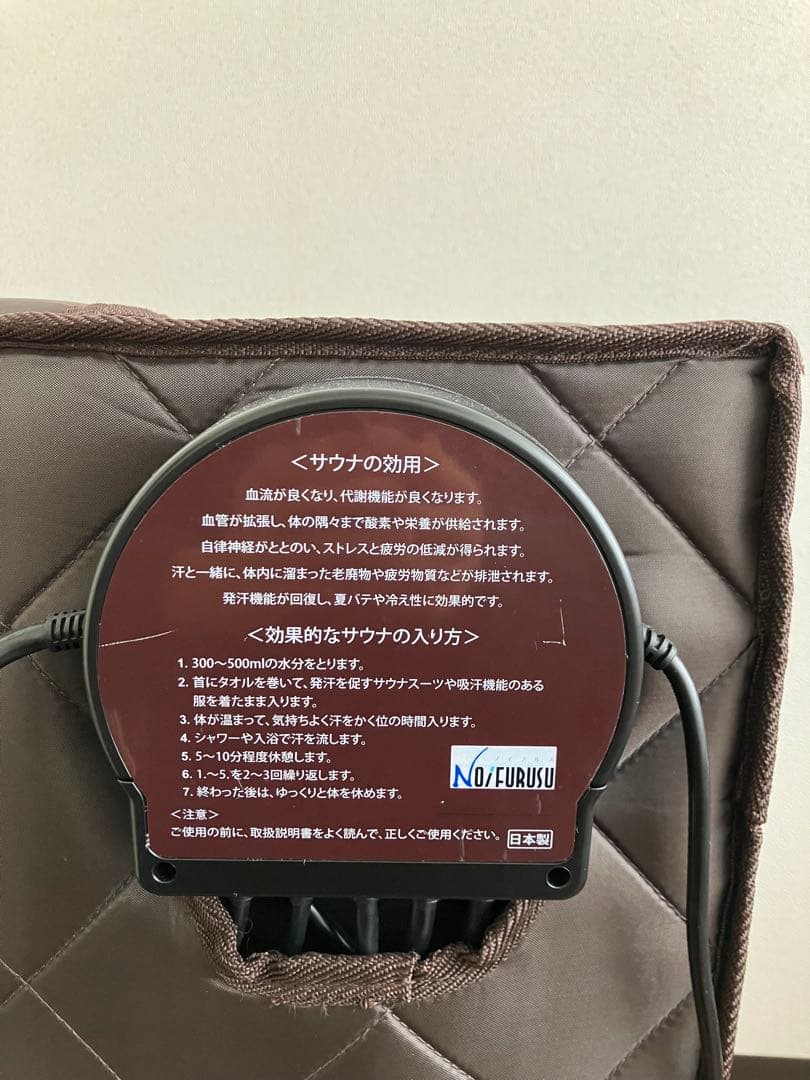 ＜サウナの効用＞
血流が良くなり、代謝機能が良くなります。
血管が拡張し、体の隅々まで酸素や栄養が供給されます。
自律神経がととのい、ストレスと疲労の低減が得られます。
汗と一緒に、体内に溜まった老廃物や疲労物質などが排泄されます。
発汗機能が回復し、夏バテや冷え性に効果的です。
＜効果的なサウナの入り方＞
1. 300〜500mlの水分をとります。
2. 首にタオルを巻いて、発汗を促すサウナスーツや吸汗機能のある
服を着たまま入ります。
3. 体が温まって、気持ちよく汗をかく位の時間入ります。
4. シャワーや入浴で汗を流します。
5. 5〜10分程度休憩します。
6. 1.〜5.を2〜3回繰り返します。
7. 終わった後は、ゆっくりと体を休めます。
ノイフルス
NOiFURUSU
＜注意＞
ご使用の前に、取扱説明書をよく読んで、正しくご使用ください。 日本製